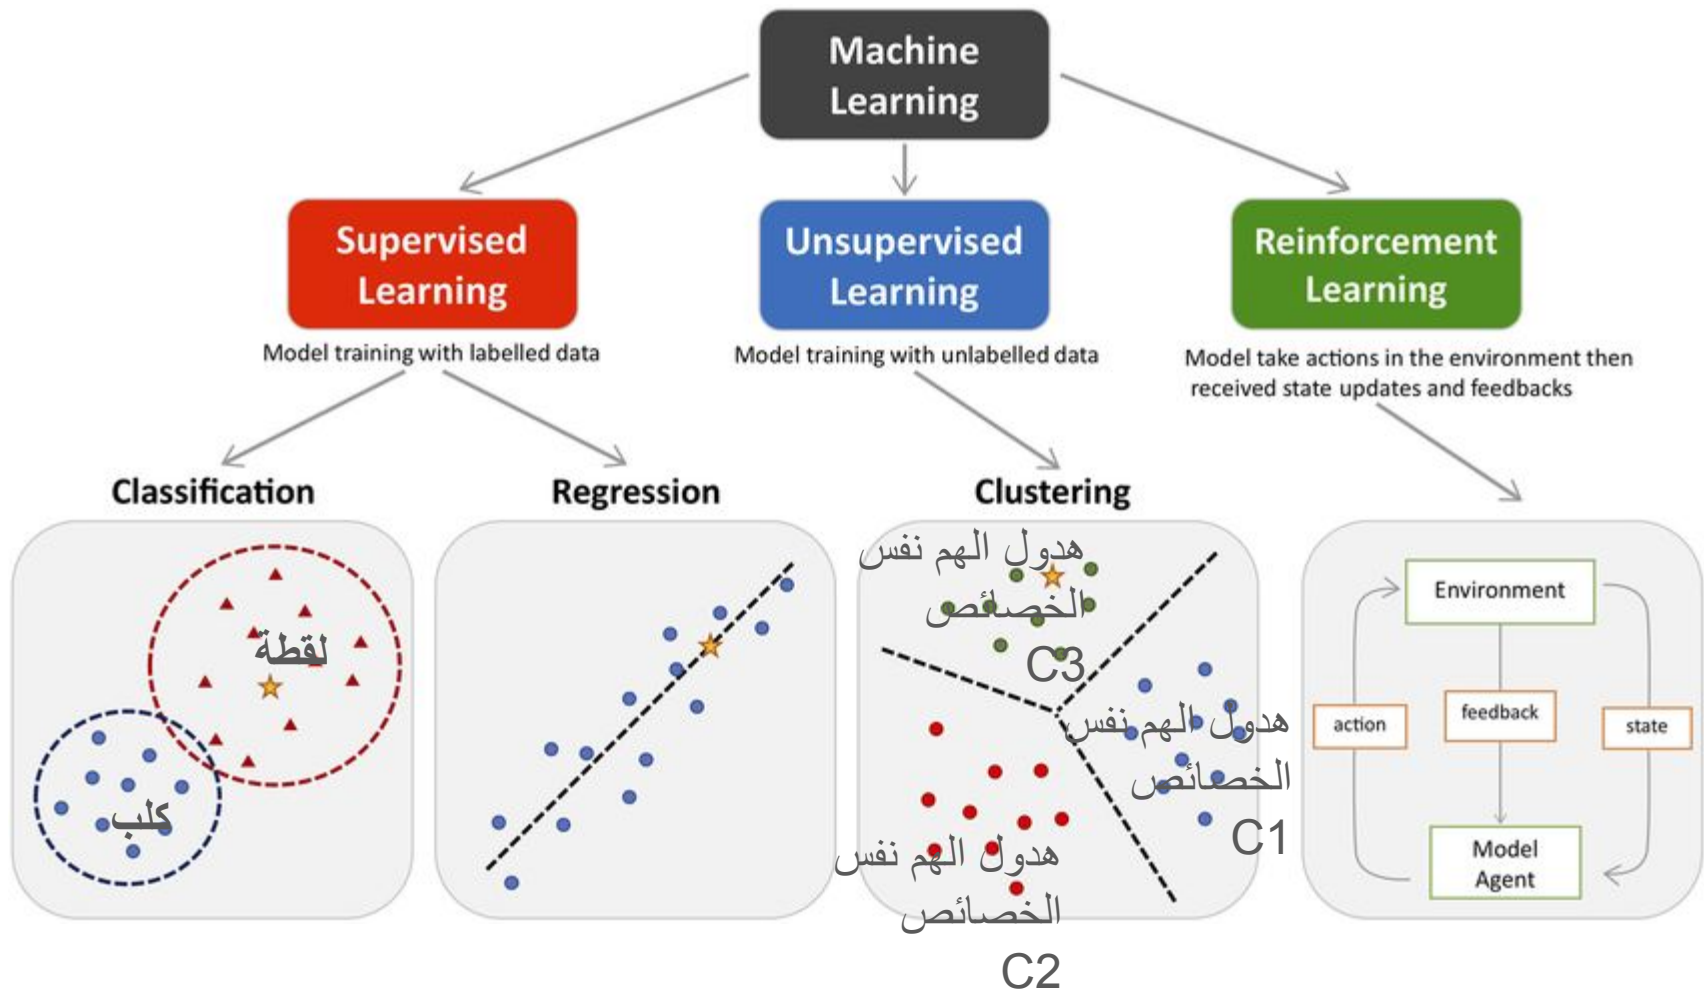 Machine
Learning
Supervised
Learning
Unsupervised
Learning
Reinforcement
Learning
Model training with labelled data
Model training with unlabelled data
Model take actions in the environment then
received state updates and feedbacks
Classification
Regression
Clustering
لقطة
كلب
هدول الهم نفس
الخصائص
C3
هدول الهم نفس
الخصائص
C1
هدول الهم نفس
الخصائص
C2
Environment
action
feedback
state
Model
Agent